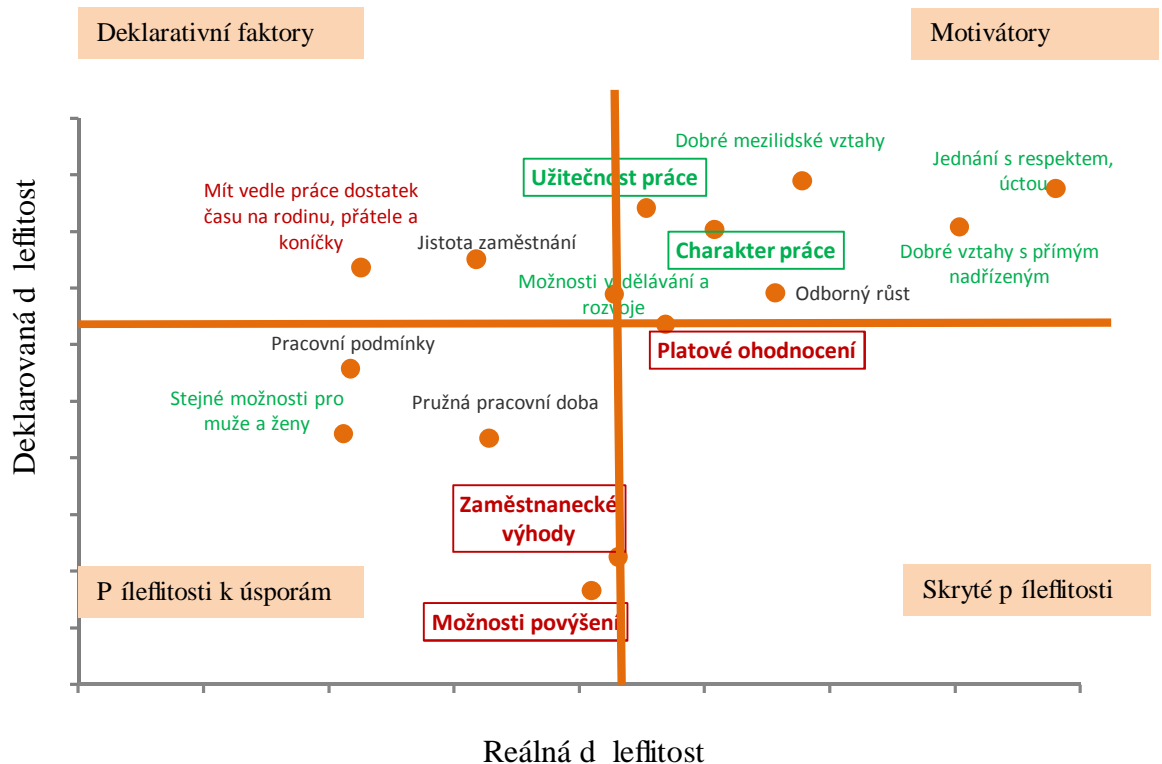 Deklarativní faktory
Motivátory
Dobré mezilidské vztahy
Jednání s respektem,
úctou
Užitečnost práce
Mít vedle práce dostatek
času na rodinu, přátele a
koníčky
Jistota zaměstnání
Charakter práce
Dobré vztahy s přímým
nadřízeným
Možnosti vzdělávání a
rozvoje
Odborný růst
Platové ohodnocení
Pracovní podmínky
Stejné možnosti pro
muže a ženy
Pružná pracovní doba
Zaměstnanecké
výhody
Možnosti povýšení
P íleflitosti k úsporám
Skryté p íleflitosti
Deklarovaná d leflitost
Reálná d leflitost